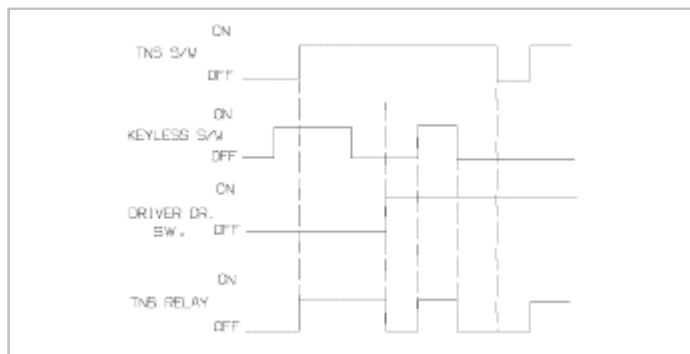 ON
TNS S/W
OFF
ON
KEYLESS S/W
OFF
ON
DRIVER DR.
SW.
OFF
ON
TNS RELAY
OFF